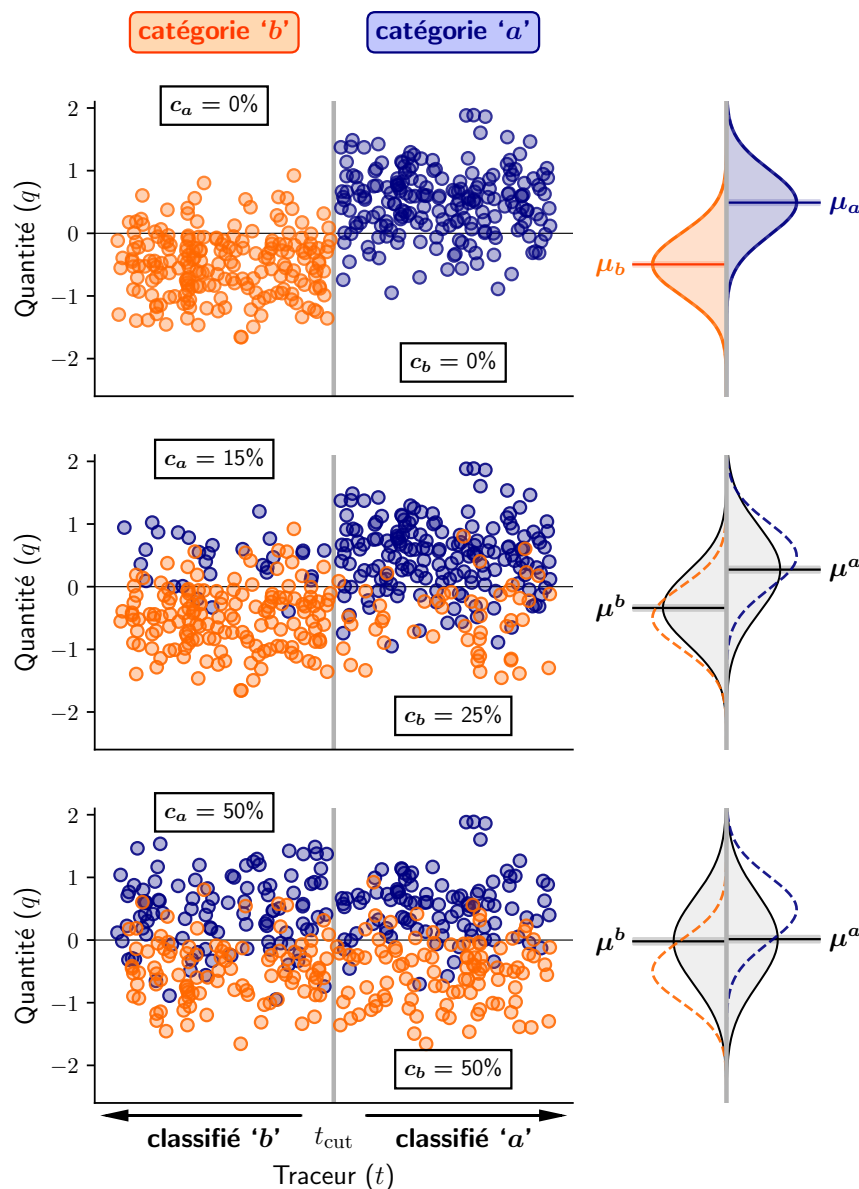 catégorie ‘b’ catégorie ‘a’
Quantité (q)
2
1
0
−1
−2
c_a = 0%
c_b = 0%
μ_b
μ_a
Quantité (q)
2
1
0
−1
−2
c_a = 15%
c_b = 25%
μ^b
μ^a
Quantité (q)
2
1
0
−1
−2
c_a = 50%
c_b = 50%
μ^b
μ^a
classifié ‘b’ t_cut classifié ‘a’
Traceur (t)